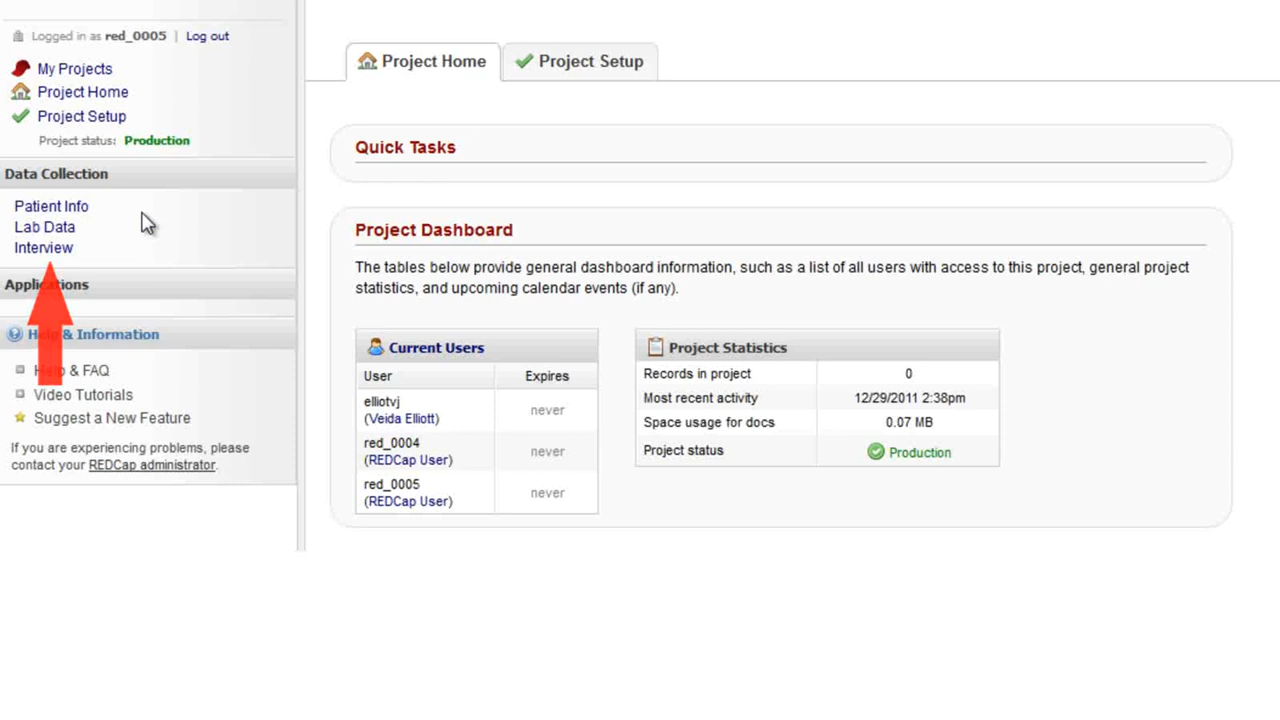 Logged in as red_0005 | Log out
My Projects
Project Home
Project Setup
Project status: Production
Data Collection
Patient Info
Lab Data
Interview
Applications
Help & Information
Help & FAQ
Video Tutorials
Suggest a New Feature
If you are experiencing problems, please
contact your REDCap administrator.
Project Home
Project Setup
Quick Tasks
Project Dashboard
The tables below provide general dashboard information, such as a list of all users with access to this project, general project
statistics, and upcoming calendar events (if any).
Current Users
User Expires
elliotvj
(Veida Elliott) never
red_0004
(REDCap User) never
red_0005
(REDCap User) never
Project Statistics
Records in project 0
Most recent activity 12/29/2011 2:38pm
Space usage for docs 0.07 MB
Project status Production